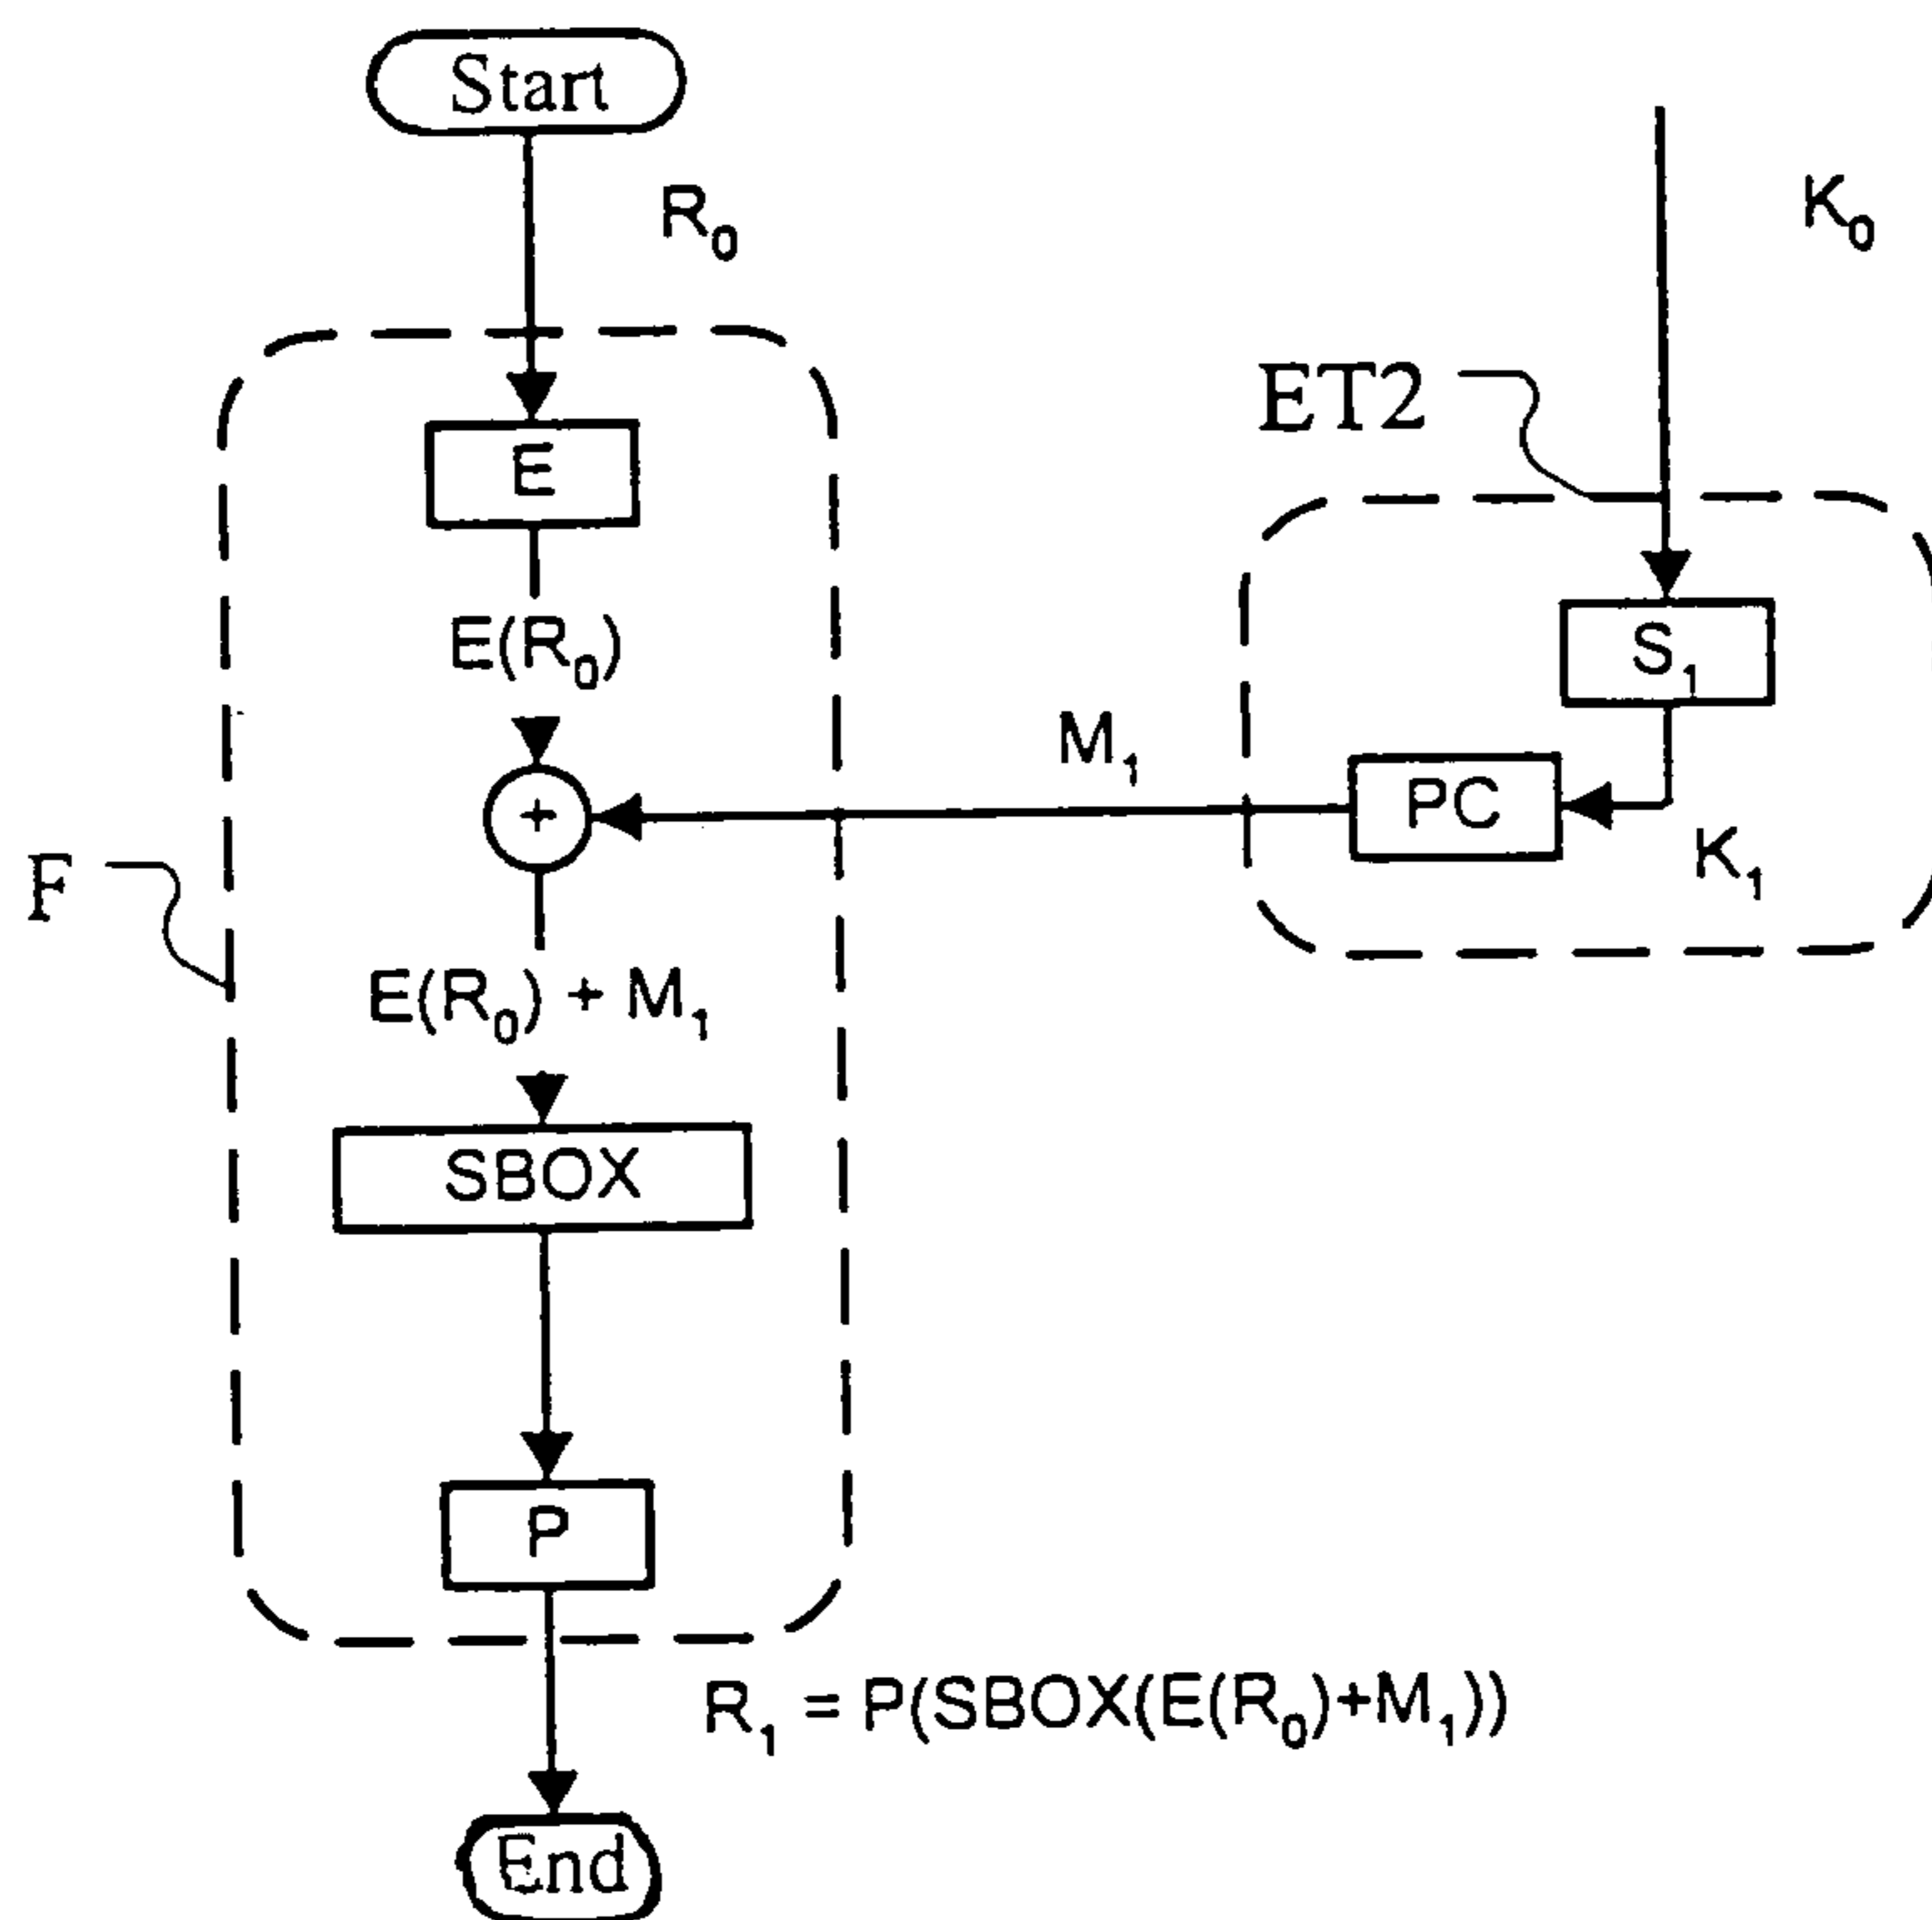 Start
R₀
K₀
ET2
E
E(R₀)
S₁
M₁
PC
+
K₁
F
E(R₀) + M₁
SBOX
P
R₁ = P(SBOX(E(R₀)+M₁))
End